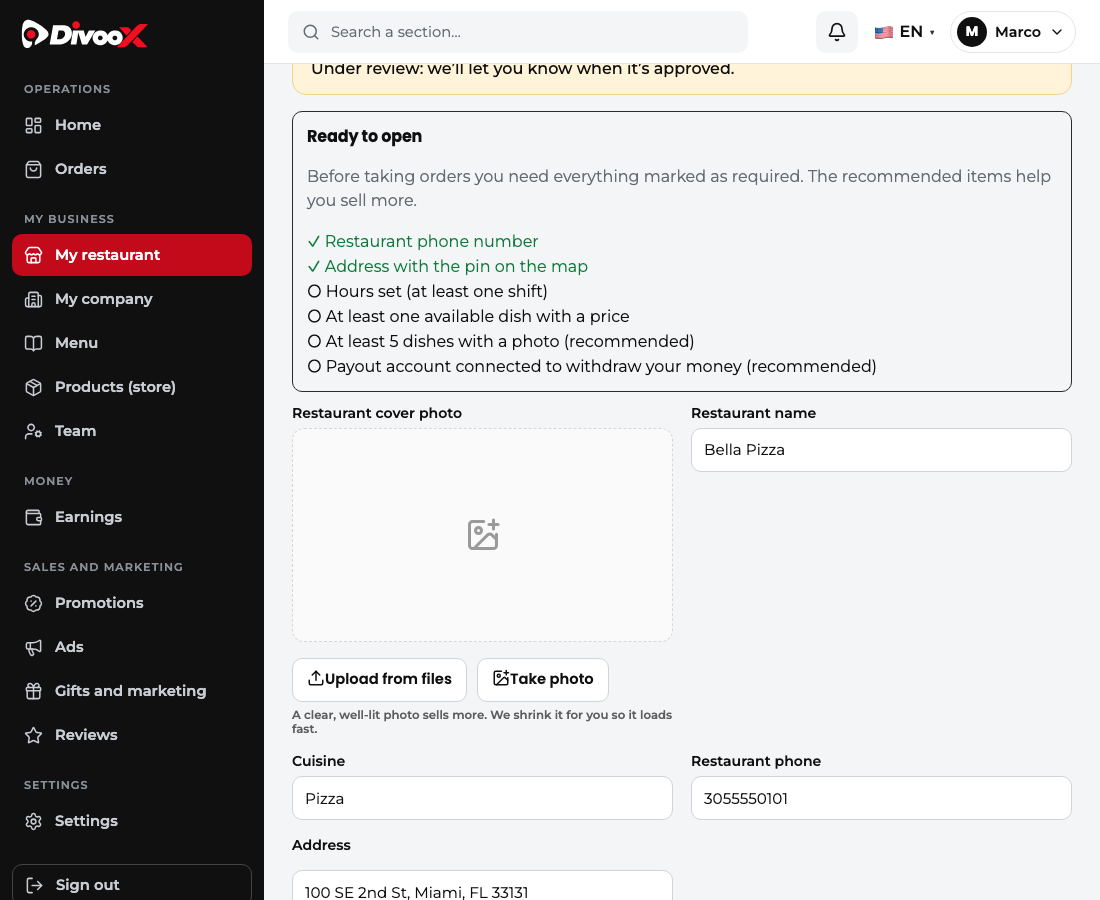 DivooX
Search a section...
🇺🇸 EN ▾
M
Marco
OPERATIONS
Home
Orders
MY BUSINESS
My restaurant
My company
Menu
Products (store)
Team
MONEY
Earnings
SALES AND MARKETING
Promotions
Ads
Gifts and marketing
Reviews
SETTINGS
Settings
Sign out
Under review: we'll let you know when it's approved.
Ready to open
Before taking orders you need everything marked as required. The recommended items help
you sell more.
✓ Restaurant phone number
✓ Address with the pin on the map
○ Hours set (at least one shift)
○ At least one available dish with a price
○ At least 5 dishes with a photo (recommended)
○ Payout account connected to withdraw your money (recommended)
Restaurant cover photo
Upload from files
Take photo
A clear, well-lit photo sells more. We shrink it for you so it loads
fast.
Restaurant name
Bella Pizza
Cuisine
Pizza
Restaurant phone
3055550101
Address
100 SE 2nd St, Miami, FL 33131